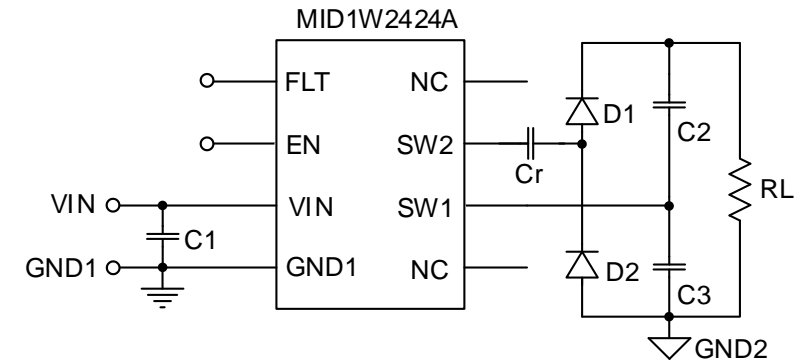 MID1W2424A
FLT
NC
D1
C2
EN
SW2
Cr
RL
VIN
VIN
SW1
C1
GND1
GND1
NC
D2
C3
GND2